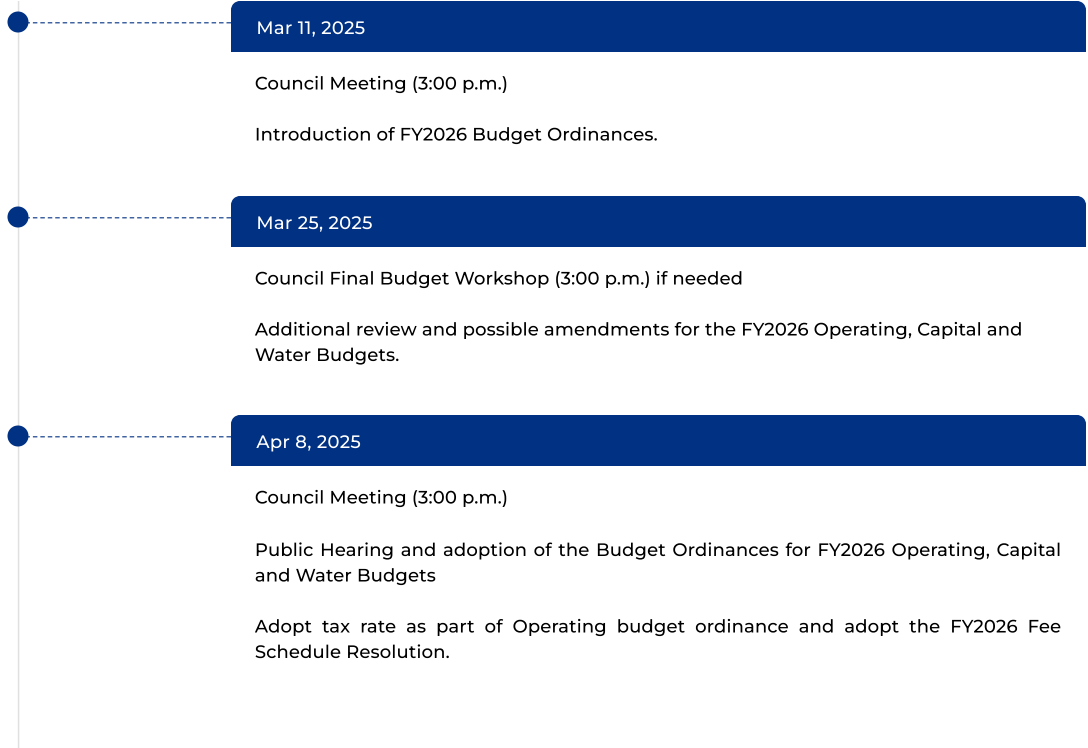 Mar 11, 2025
Council Meeting (3:00 p.m.)
Introduction of FY2026 Budget Ordinances.
Mar 25, 2025
Council Final Budget Workshop (3:00 p.m.) if needed
Additional review and possible amendments for the FY2026 Operating, Capital and
Water Budgets.
Apr 8, 2025
Council Meeting (3:00 p.m.)
Public Hearing and adoption of the Budget Ordinances for FY2026 Operating, Capital
and Water Budgets
Adopt tax rate as part of Operating budget ordinance and adopt the FY2026 Fee
Schedule Resolution.